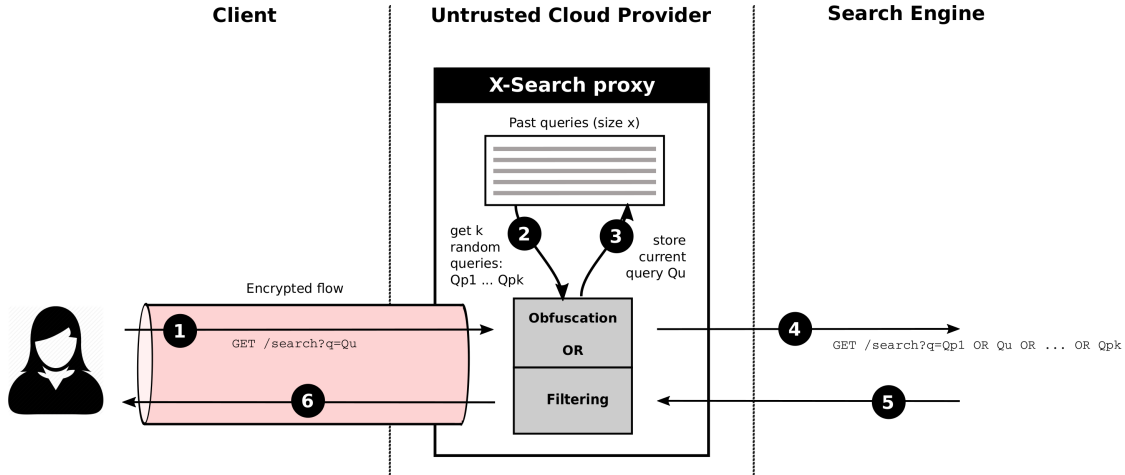 Client
Untrusted Cloud Provider
Search Engine
X-Search proxy
Past queries (size x)
get k
random
queries:
Qp1 ... Qpk
2
3
store
current
query Qu
Encrypted flow
1
GET /search?q=Qu
Obfuscation
OR
Filtering
4
GET /search?q=Qp1 OR Qu OR ... OR Qpk
6
5